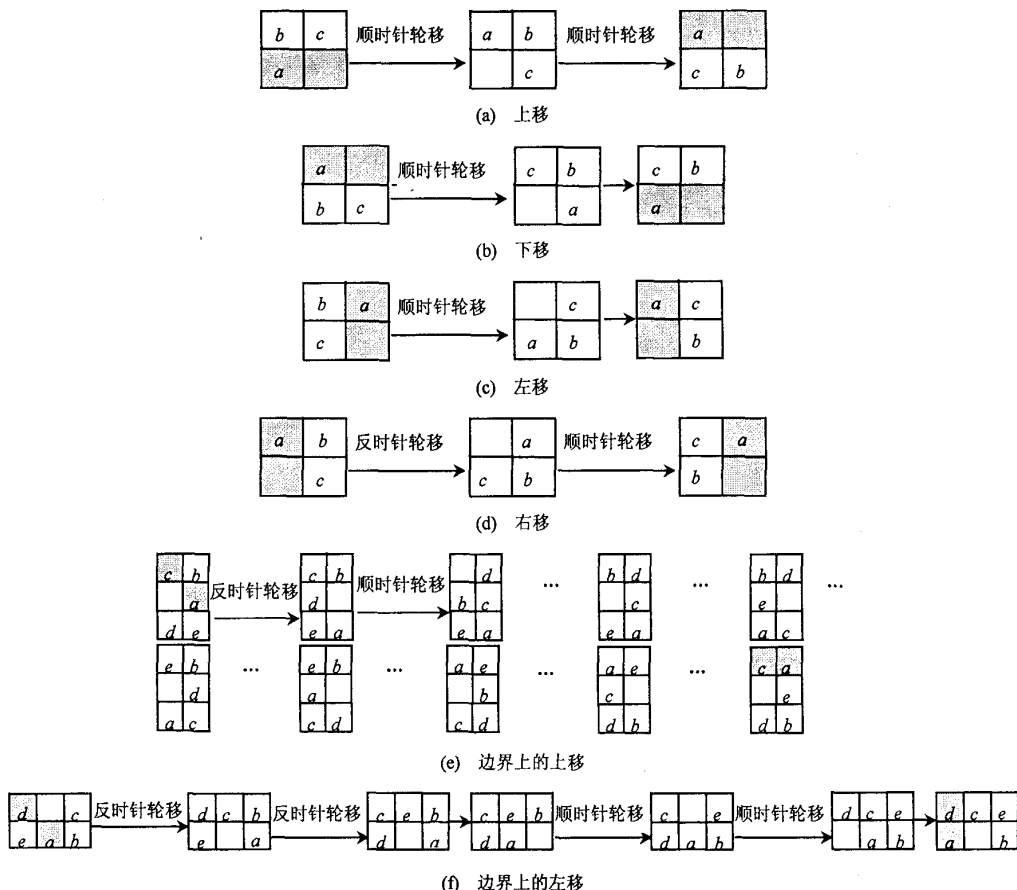 b c 顺时针轮移 a b 顺时针轮移 a
a c c b
(a) 上移
a 顺时针轮移 c b c b
b c a a
(b) 下移
b a 顺时针轮移 c a c
c a b b
(c) 左移
a b 反时针轮移 a 顺时针轮移 c a
c c b b
(d) 右移
c b 反时针轮移 c b 顺时针轮移 d ... b d ... b d ...
a d b c c e
d e e a e a e a a c
e b ... e b ... a e ... a e ... c a
d a b c e
a c c d c d d b d b
(e) 边界上的上移
d c 反时针轮移 d c b 反时针轮移 c e b c e b 顺时针轮移 c e 顺时针轮移 d c e d c e
e a b e a d a d a d a b a b a b
(f) 边界上的左移